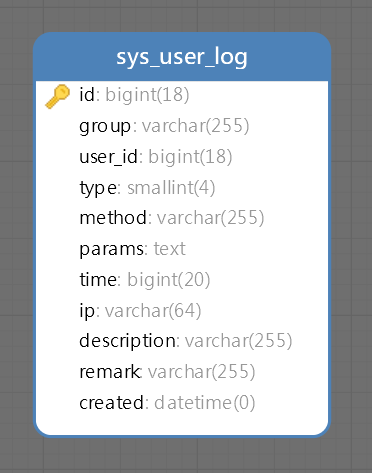 sys_user_log
id: bigint(18)
group: varchar(255)
user_id: bigint(18)
type: smallint(4)
method: varchar(255)
params: text
time: bigint(20)
ip: varchar(64)
description: varchar(255)
remark: varchar(255)
created: datetime(0)